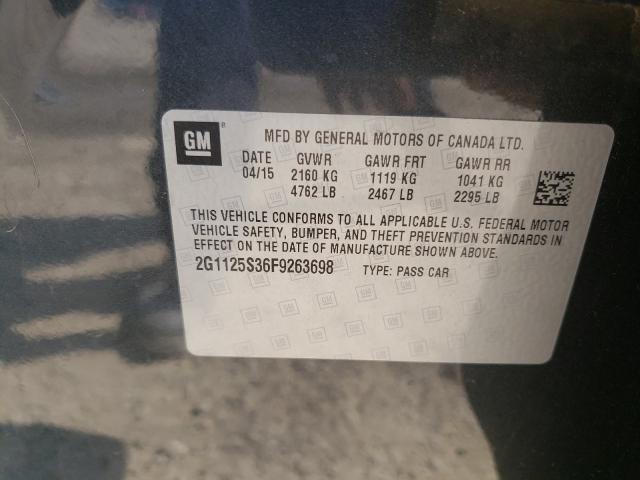 GM ®
MFD BY GENERAL MOTORS OF CANADA LTD.
DATE GVWR GAWR FRT GAWR RR
04/15 2160 KG 1119 KG 1041 KG
4762 LB 2467 LB 2295 LB
THIS VEHICLE CONFORMS TO ALL APPLICABLE U.S. FEDERAL MOTOR
VEHICLE SAFETY, BUMPER, AND THEFT PREVENTION STANDARDS IN
EFFECT ON THE DATE OF MANUFACTURE SHOWN ABOVE.
2G1125S36F9263698 TYPE: PASS CAR